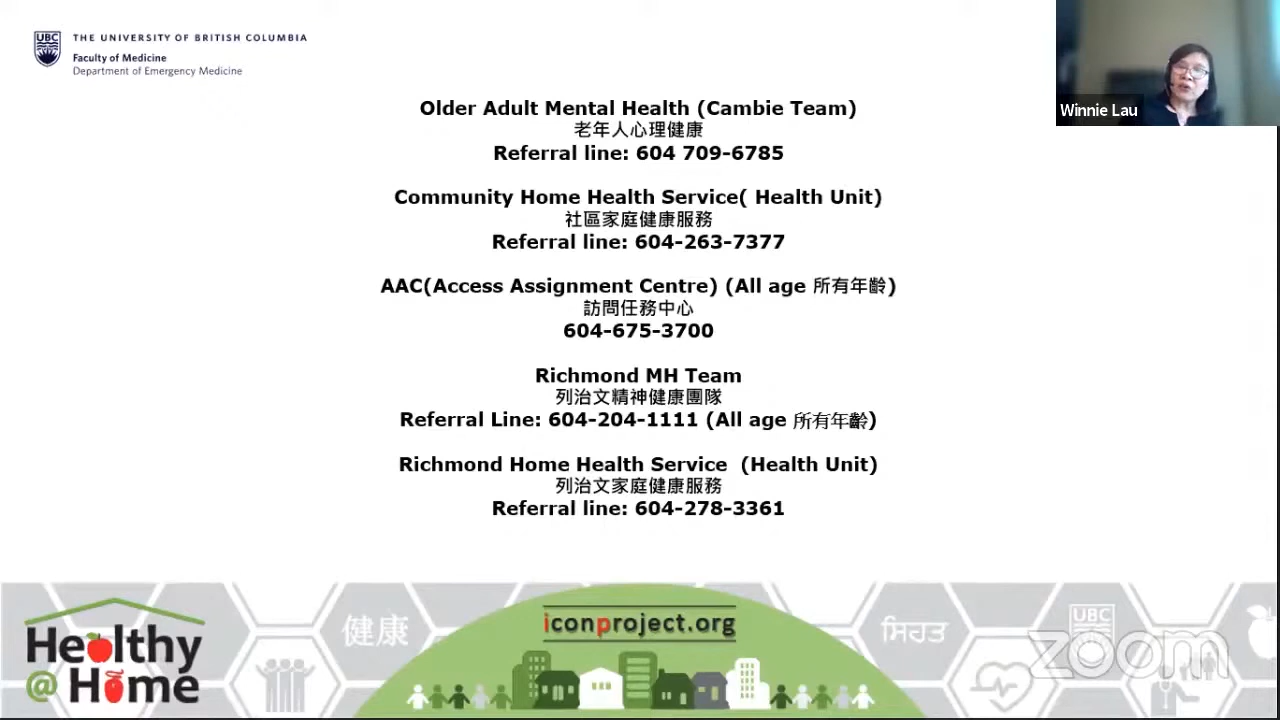 UBC
THE UNIVERSITY OF BRITISH COLUMBIA
Faculty of Medicine
Department of Emergency Medicine
Winnie Lau
Older Adult Mental Health (Cambie Team)
老年人心理健康
Referral line: 604 709-6785
Community Home Health Service( Health Unit)
社區家庭健康服務
Referral line: 604-263-7377
AAC(Access Assignment Centre) (All age 所有年齡)
訪問任務中心
604-675-3700
Richmond MH Team
列治文精神健康團隊
Referral Line: 604-204-1111 (All age 所有年齡)
Richmond Home Health Service (Health Unit)
列治文家庭健康服務
Referral line: 604-278-3361
Healthy
@ Home
健康
iconproject.org
ਸਿਹਤ
UBC
zoom